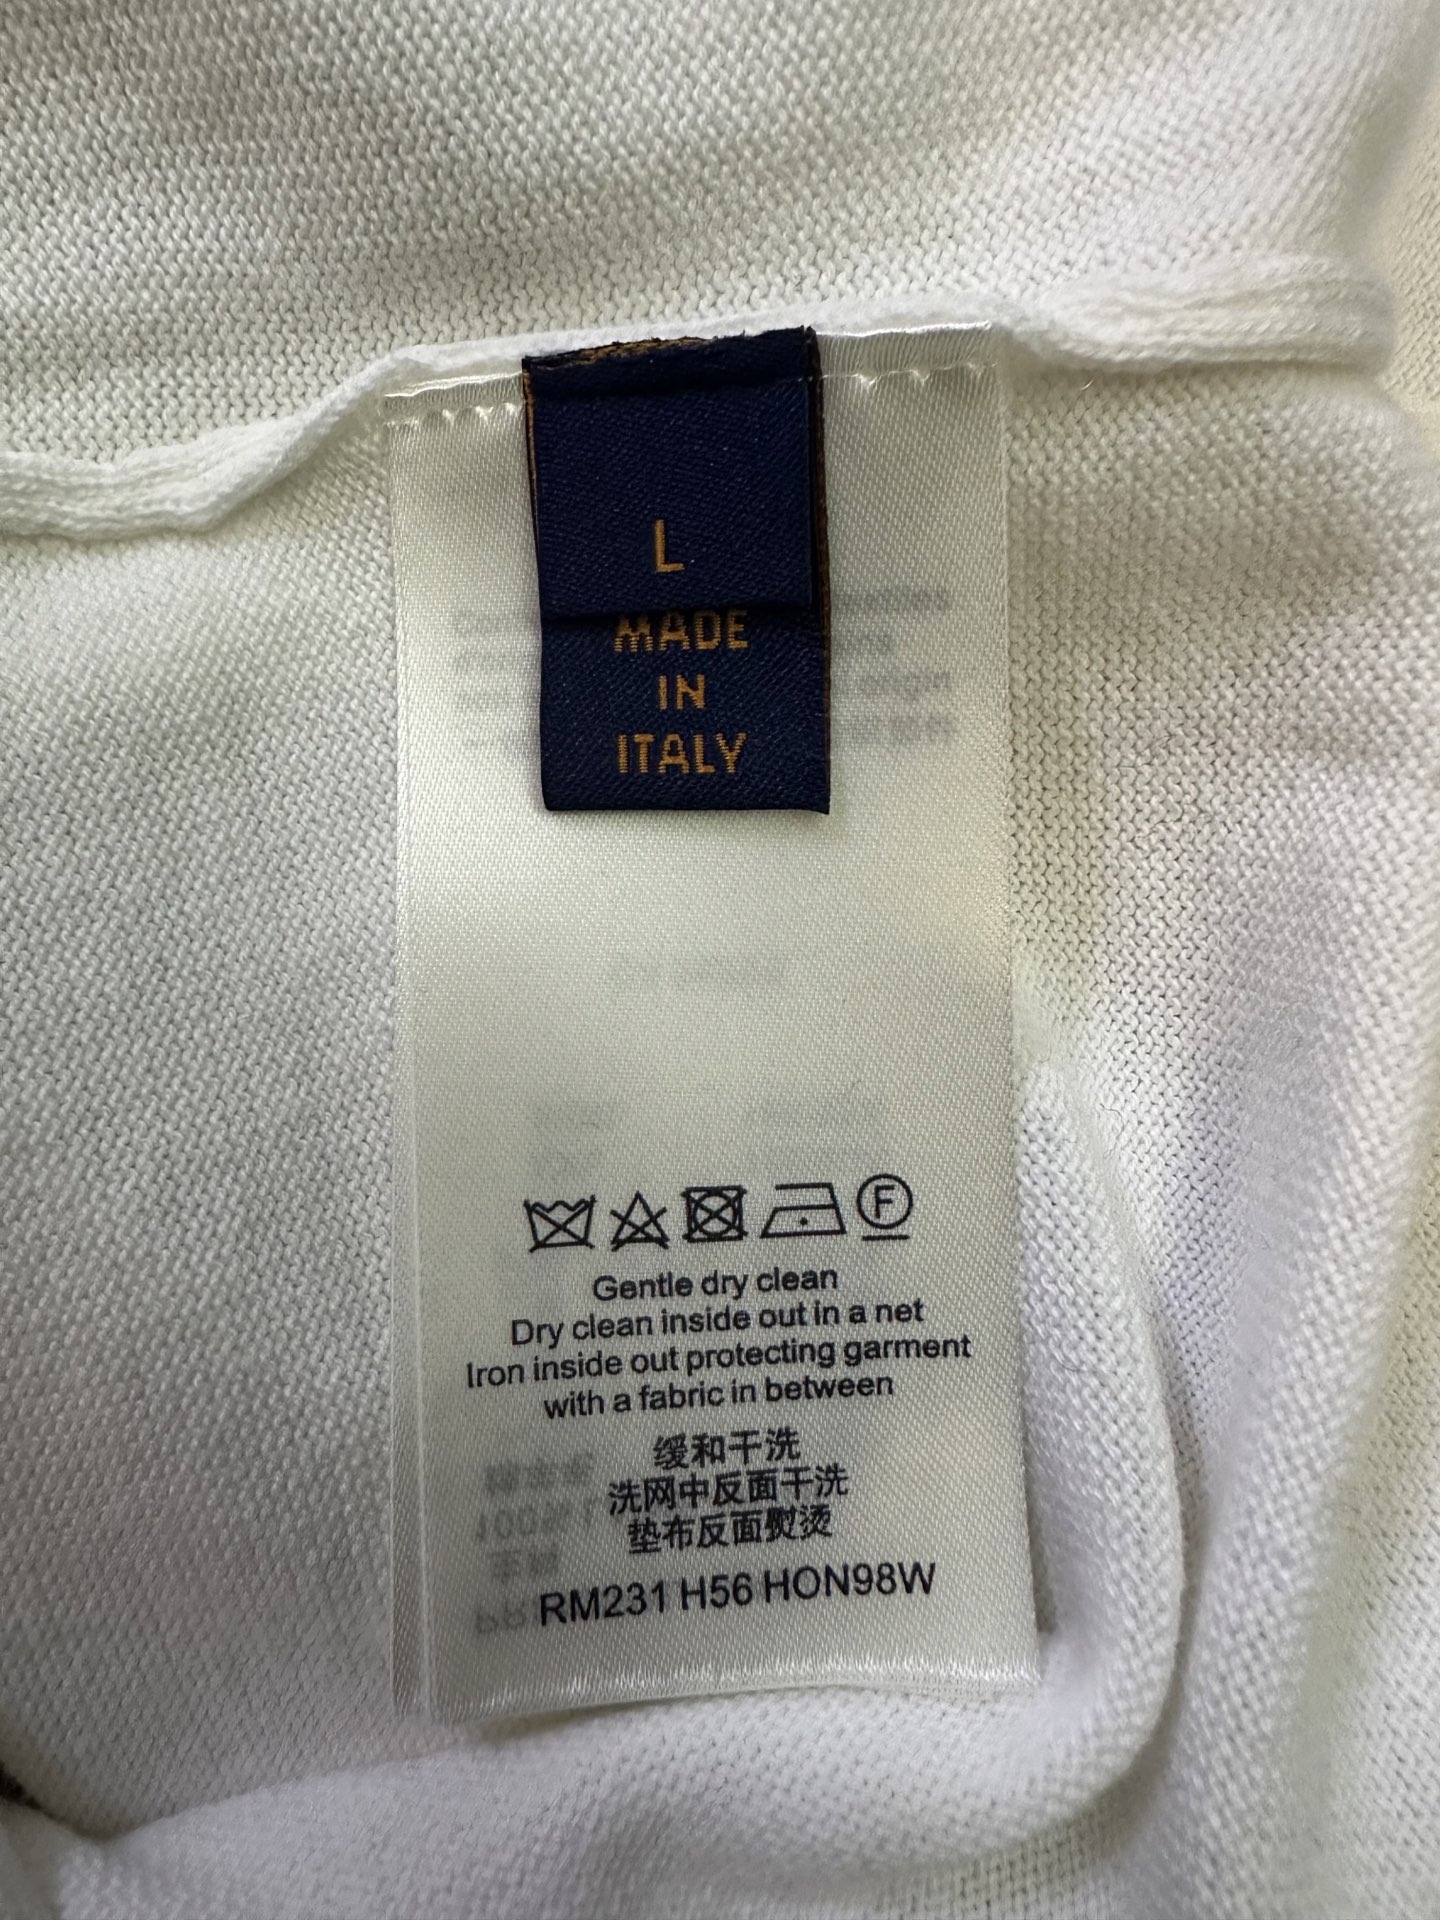 L
MADE
IN
ITALY
F
Gentle dry clean
Dry clean inside out in a net
Iron inside out protecting garment
with a fabric in between
缓和干洗
洗网中反面干洗
垫布反面熨烫
RM231 H56 HON98W